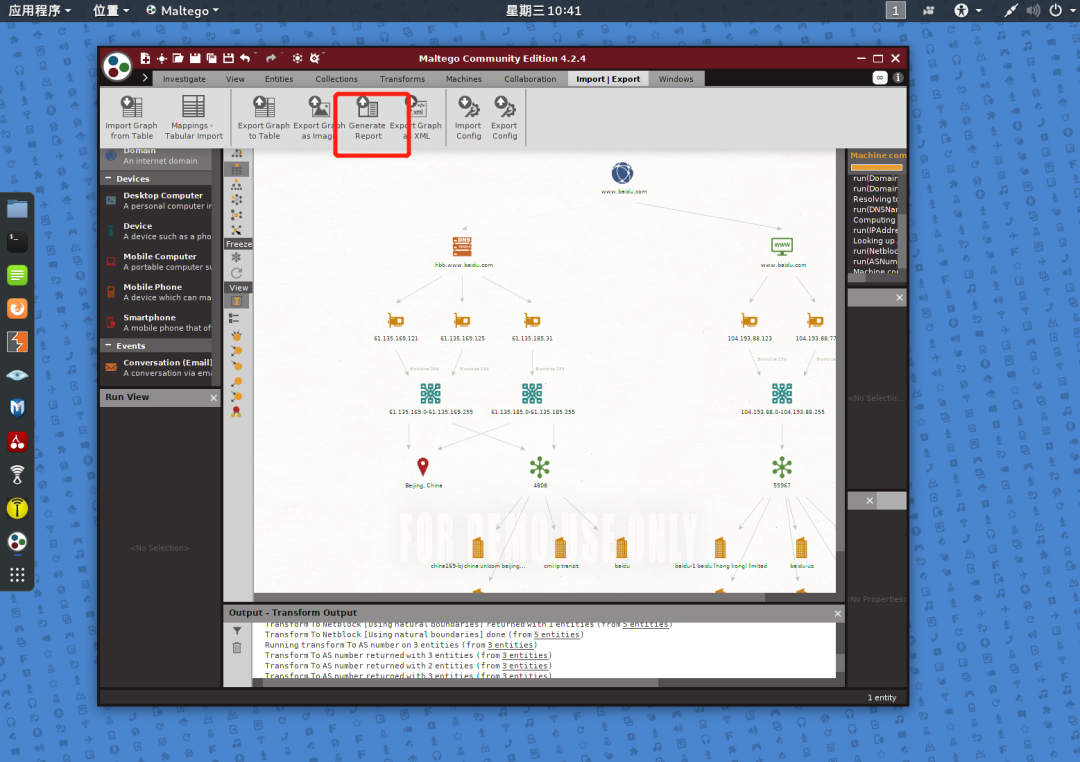 应用程序 位置 Maltego 星期三 10:41 1
Maltego Community Edition 4.2.4
Investigate View Entities Collections Transforms Machines Collaboration Import | Export Windows
Import Graph from Table
Mappings - Tabular Import
Export Graph to Table
Export Graph as Image
Generate Report
Export Graph as XML
Import Config
Export Config
Domain
An internet domain
Devices
Desktop Computer
A personal computer in
Device
A device such as a pho
Mobile Computer
A portable computer su
Mobile Phone
A device which can ma
Smartphone
A mobile phone that of
Events
Conversation (Email)
A conversation via ema
Run View
<No Selection>
Freeze
View
www.baidu.com
hbb.www.baidu.com
www.baidu.com
61.135.169.121
61.135.169.125
61.135.185.31
104.193.88.123
104.193.88.77
61.135.169.0-61.135.169.255
61.135.185.0-61.135.185.255
104.193.88.0-104.193.88.255
Beijing, China
4808
55967
FOR DEMO USE ONLY
china169-bj china unicom beijing...
cmi ip transit
baidu
baidu-1 baidu (hong kong) limited
baidu-us
Machine com
run(Domain
run(Domain
Resolving to
run(DNSNar
Computing
run(IPAddre
Looking up
run(Netbloc
run(ASNum
Machine cou
<No Selectio...
<No Properties>
Output - Transform Output
Transform To Netblock [Using natural boundaries] returned with 1 entities (from 5 entities)
Transform To Netblock [Using natural boundaries] done (from 5 entities)
Running transform To AS number on 3 entities (from 3 entities)
Transform To AS number returned with 3 entities (from 3 entities)
Transform To AS number returned with 2 entities (from 3 entities)
Transform To AS number returned with 3 entities (from 3 entities)
1 entity